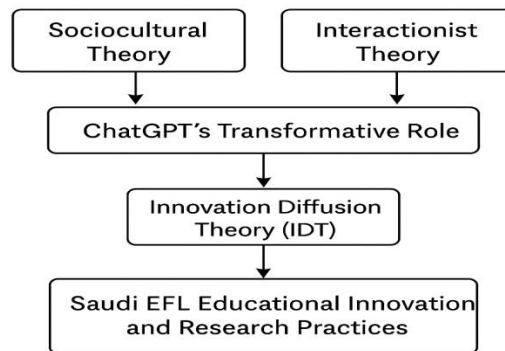 Sociocultural
Theory
Interactionist
Theory
ChatGPT's Transformative Role
Innovation Diffusion
Theory (IDT)
Saudi EFL Educational Innovation
and Research Practices